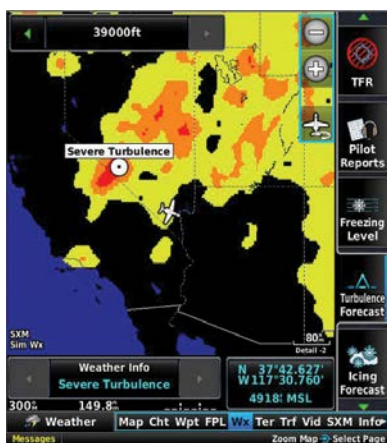 39000ft
TFR
Pilot
Reports
Severe Turbulence
Freezing
Level
Turbulence
Forecast
SXM
Sim Wx
80
Detail -2
Weather Info
Severe Turbulence
N 37°42.627'
W117°30.760'
4918 MSL
Icing
Forecast
300
149.8
Weather Map Cht Wpt FPL Wx Ter Trf Vid SXM Info
Messages
Zoom Map Select Page